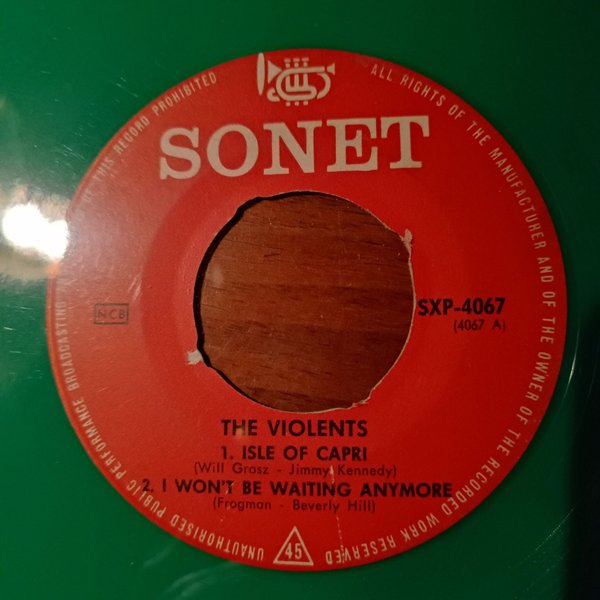 ALL RIGHTS OF THE MANUFACTURER AND OF THE OWNER OF THE RECORDED WORK RESERVED
UNAUTHORISED PUBLIC PERFORMANCE BROADCASTING
THIS RECORD PROHIBITED
SONET
NCB
SXP-4067
(4067 A)
THE VIOLENTS
1. ISLE OF CAPRI
(Will Grosz - Jimmy Kennedy)
2. I WON'T BE WAITING ANYMORE
(Frogman - Beverly Hill)
45